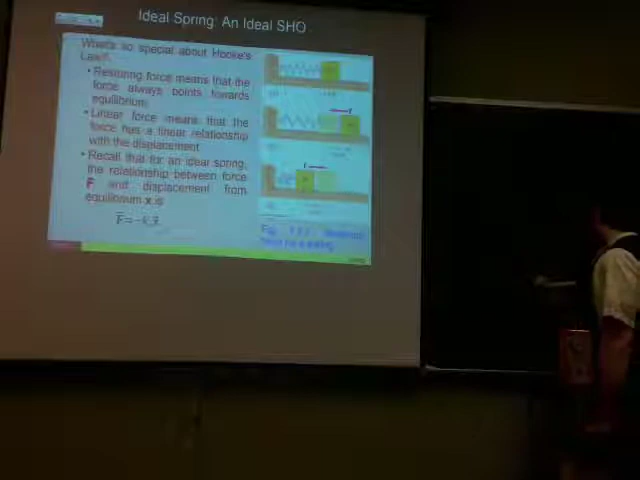 Ideal Spring: An Ideal SHO
What's so special about Hooke's
Law?
• Restoring force means that the
force always points towards
equilibrium
• Linear force means that the
force has a linear relationship
with the displacement
• Recall that for an ideal spring,
the relationship between force
F and displacement from
equilibrium x is
F = -k x